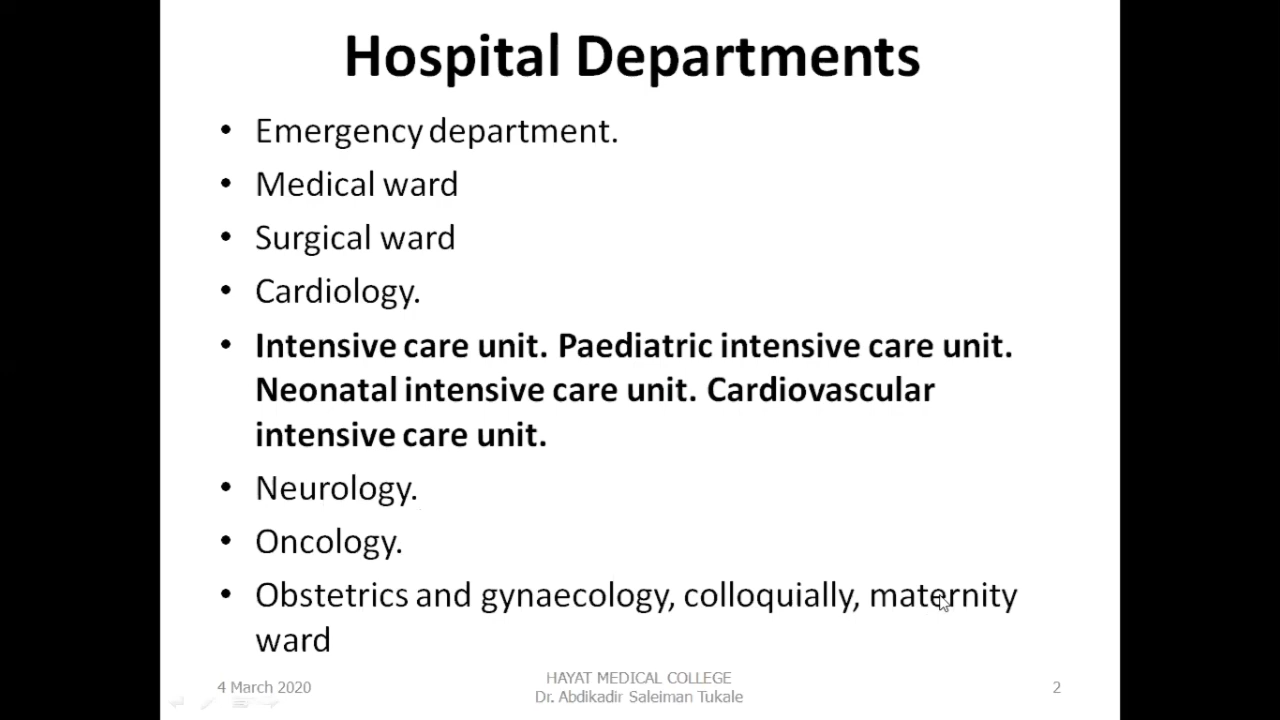 Hospital Departments
• Emergency department.
• Medical ward
• Surgical ward
• Cardiology.
• Intensive care unit. Paediatric intensive care unit.
Neonatal intensive care unit. Cardiovascular
intensive care unit.
• Neurology.
• Oncology.
• Obstetrics and gynaecology, colloquially, maternity
ward
4 March 2020
HAYAT MEDICAL COLLEGE
Dr. Abdikadir Saleiman Tukale
2